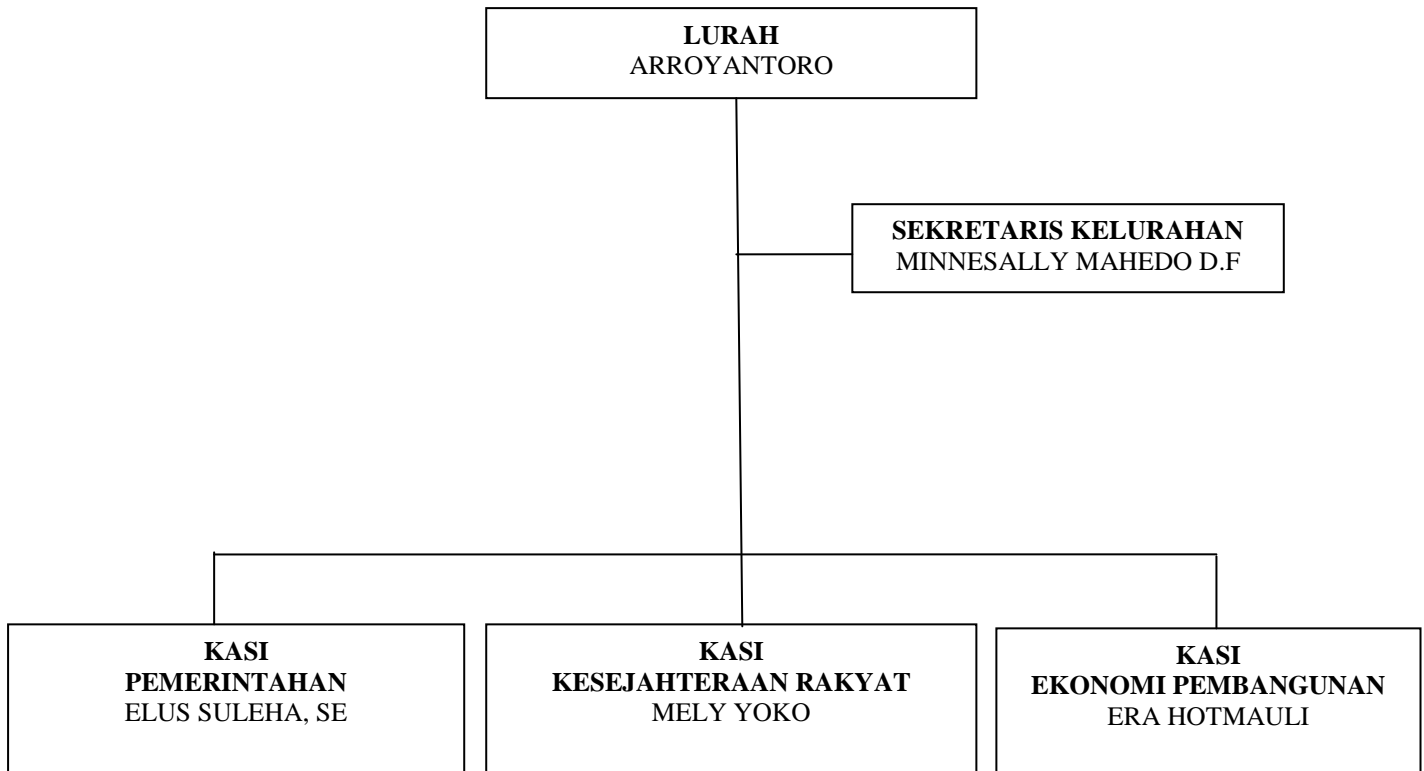 LURAH
ARROYANTORO
SEKRETARIS KELURAHAN
MINNESALLY MAHEDO D.F
KASI
PEMERINTAHAN
ELUS SULEHA, SE
KASI
KESEJAHTERAAN RAKYAT
MELY YOKO
KASI
EKONOMI PEMBANGUNAN
ERA HOTMAULI